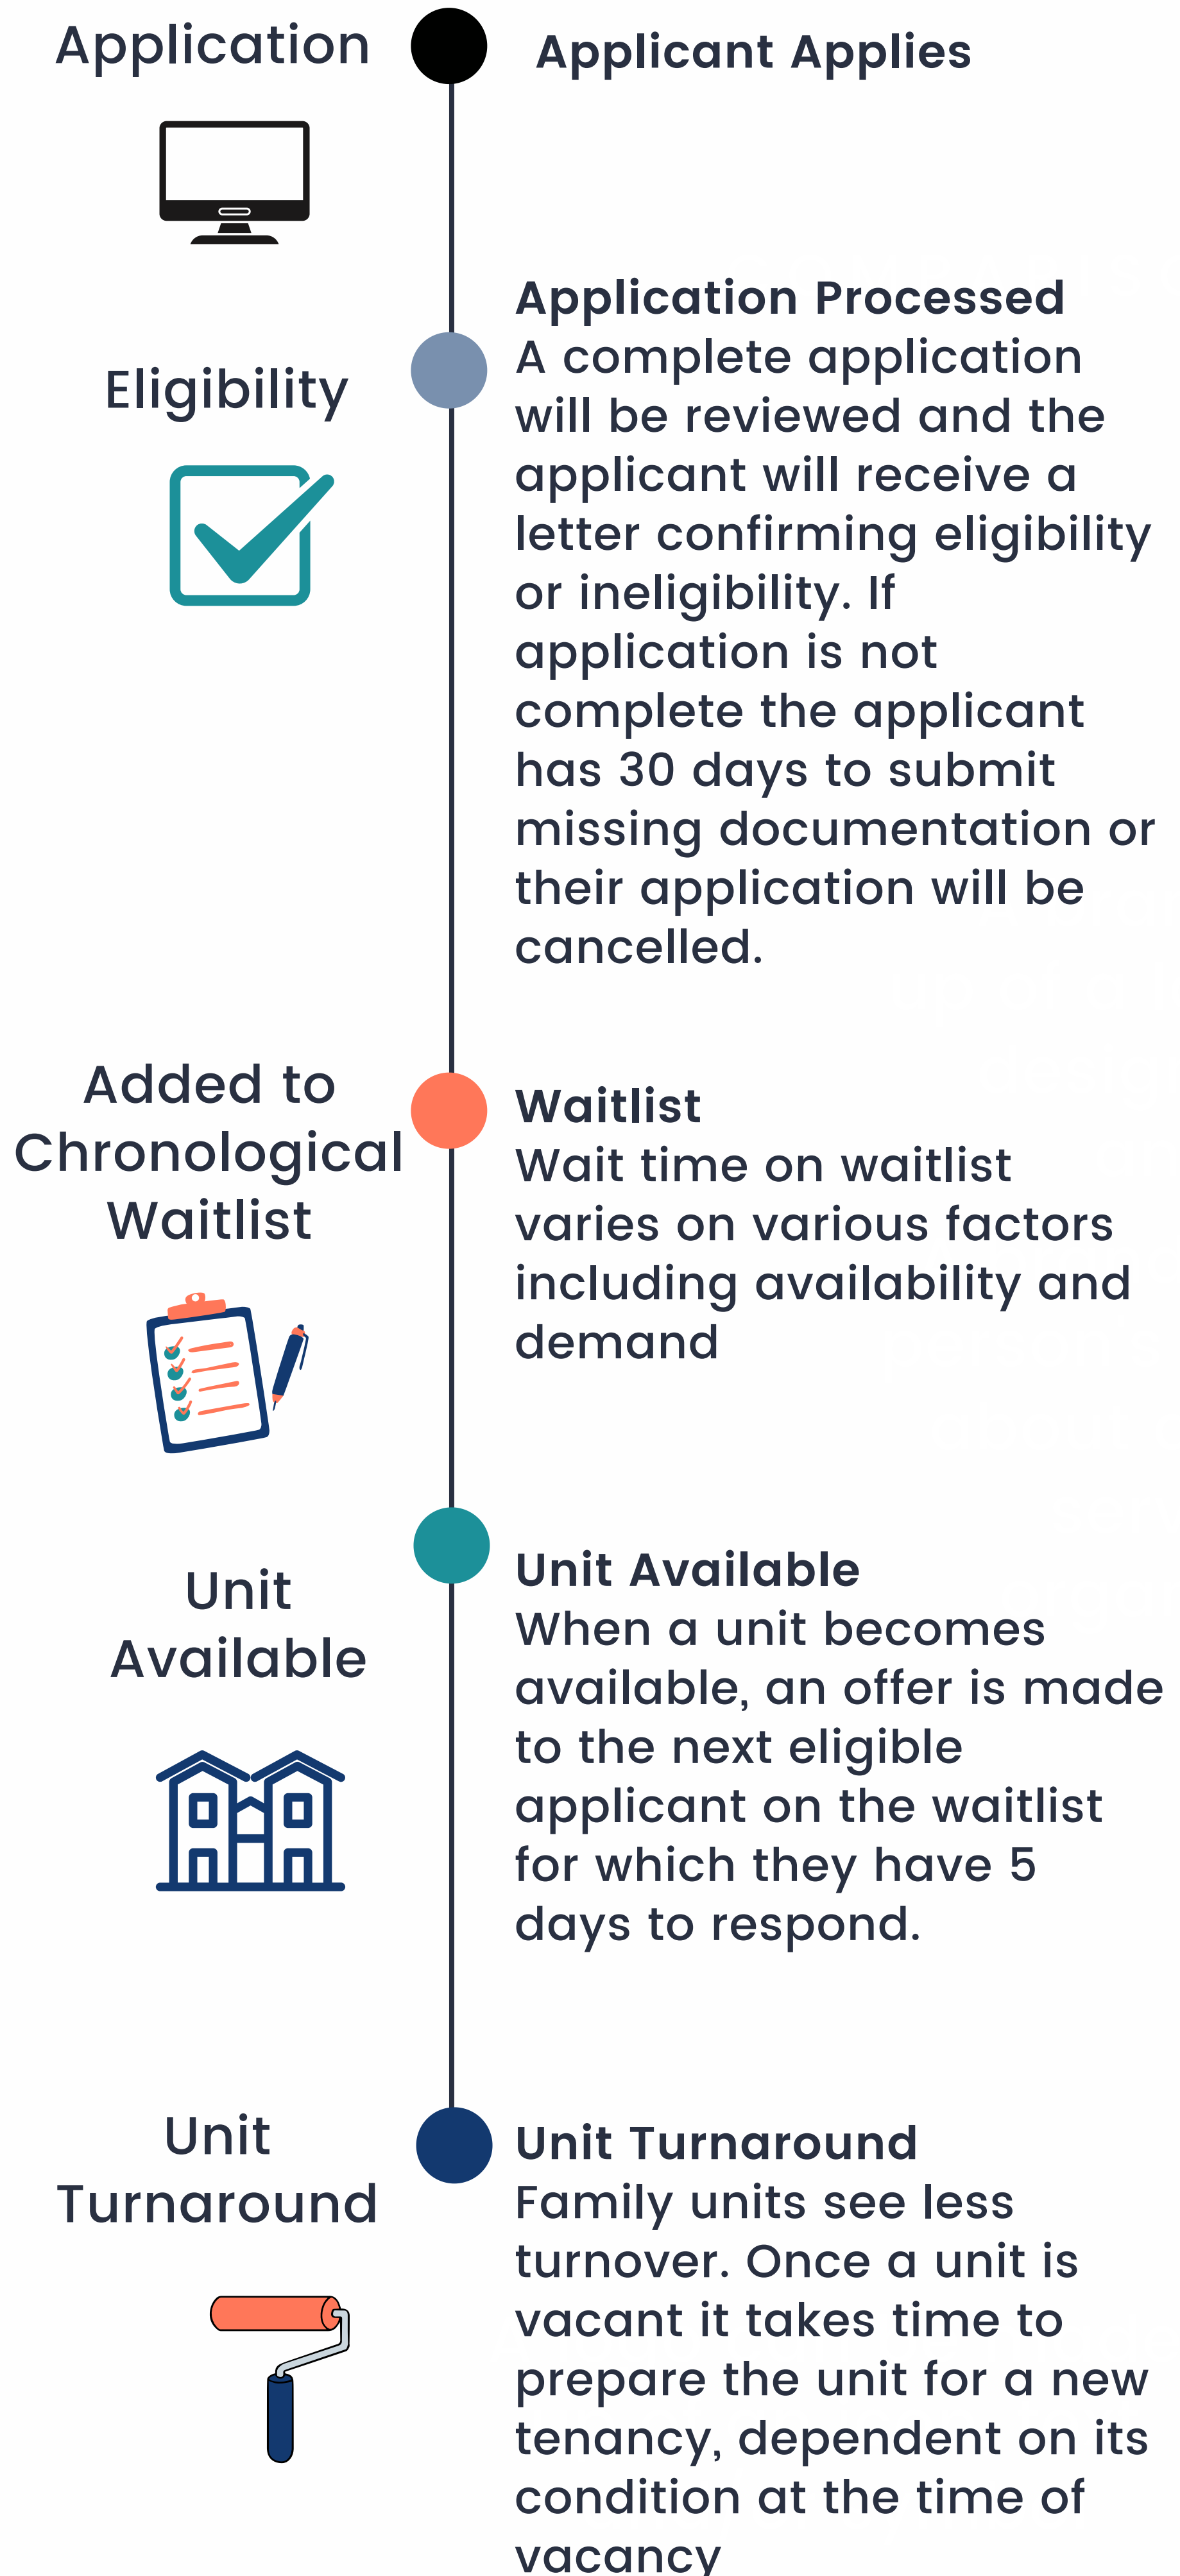 Application
Applicant Applies
Eligibility
Application Processed
A complete application
will be reviewed and the
applicant will receive a
letter confirming eligibility
or ineligibility. If
application is not
complete the applicant
has 30 days to submit
missing documentation or
their application will be
cancelled.
Added to
Chronological
Waitlist
Waitlist
Wait time on waitlist
varies on various factors
including availability and
demand
Unit
Available
Unit Available
When a unit becomes
available, an offer is made
to the next eligible
applicant on the waitlist
for which they have 5
days to respond.
Unit
Turnaround
Unit Turnaround
Family units see less
turnover. Once a unit is
vacant it takes time to
prepare the unit for a new
tenancy, dependent on its
condition at the time of
vacancy